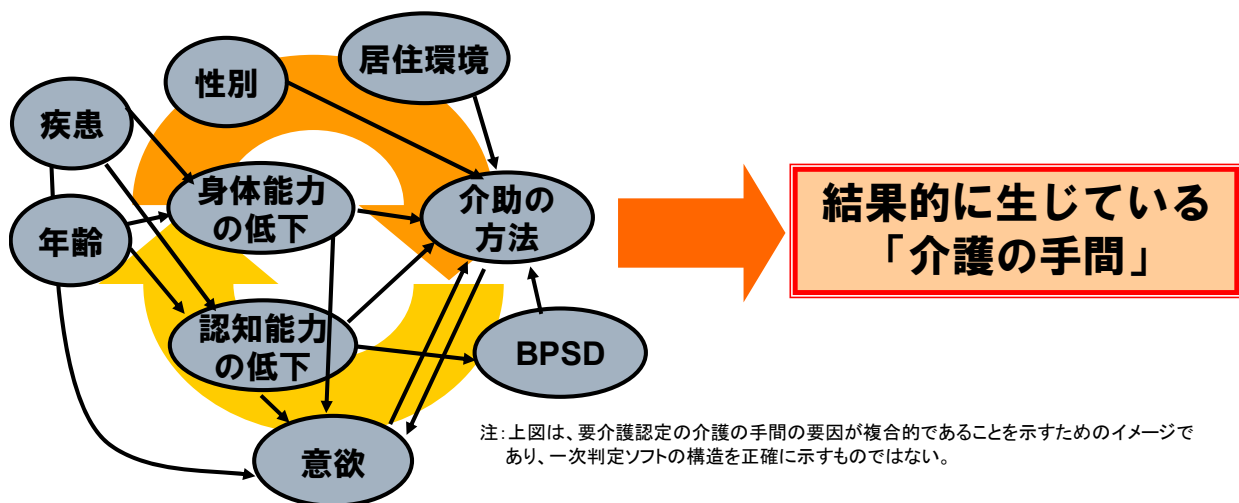 性別
居住環境
疾患
身体能力
の低下
介助の
方法
年齢
認知能力
の低下
BPSD
意欲
結果的に生じている
「介護の手間」
注：上図は、要介護認定の介護の手間の要因が複合的であることを示すためのイメージで
あり、一次判定ソフトの構造を正確に示すものではない。